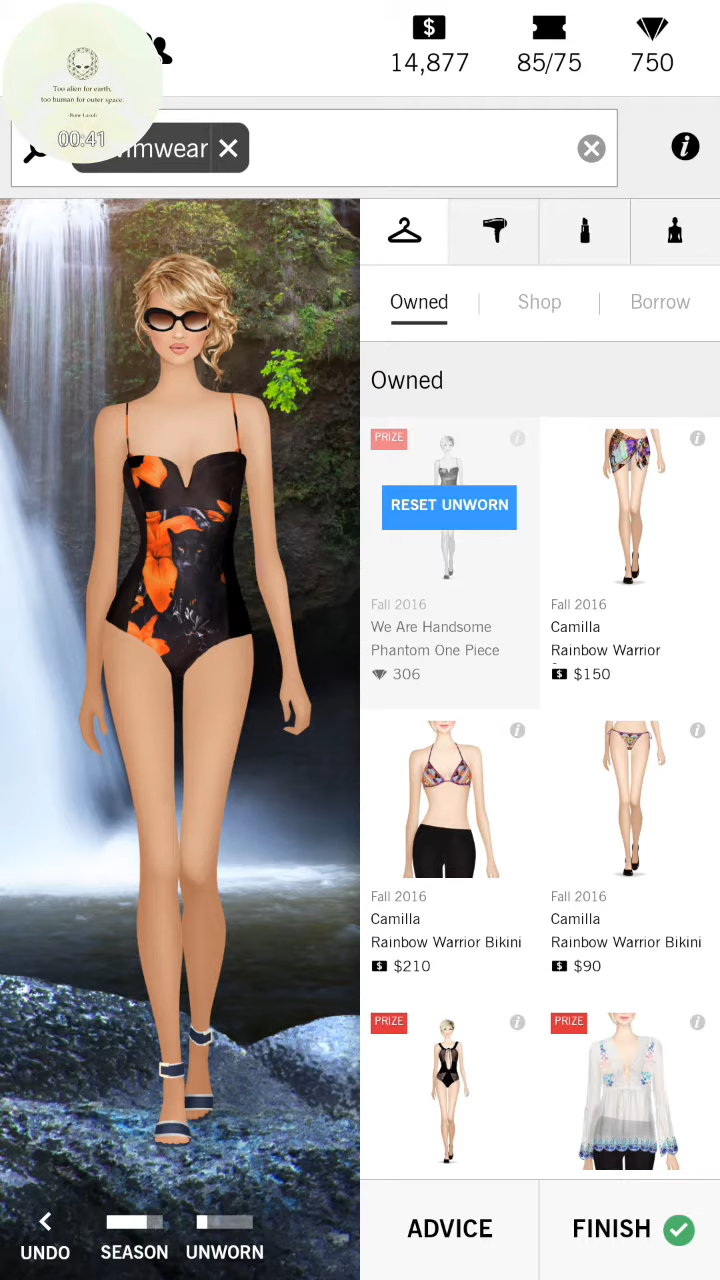 $
14,877
85/75
750
Too alien for earth,
too human for outer space.
00:41
imwear
i
Owned
Shop
Borrow
Owned
PRIZE
RESET UNWORN
Fall 2016
We Are Handsome
Phantom One Piece
306
Fall 2016
Camilla
Rainbow Warrior
$ $150
Fall 2016
Camilla
Rainbow Warrior Bikini
$ $210
Fall 2016
Camilla
Rainbow Warrior Bikini
$ $90
PRIZE
PRIZE
UNDO
SEASON
UNWORN
ADVICE
FINISH